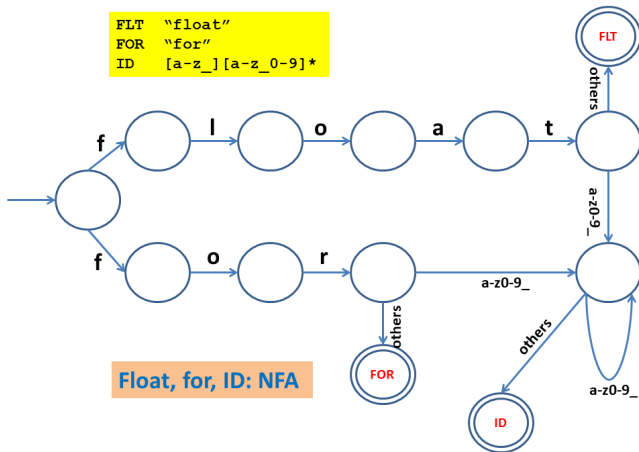 FLT “float”
FOR “for”
ID [a-z_][a-z_0-9]*
FLT
others
f
l
o
a
t
a-z0-9_
f
o
r
a-z0-9_
others
others
FOR
Float, for, ID: NFA
a-z0-9_
ID